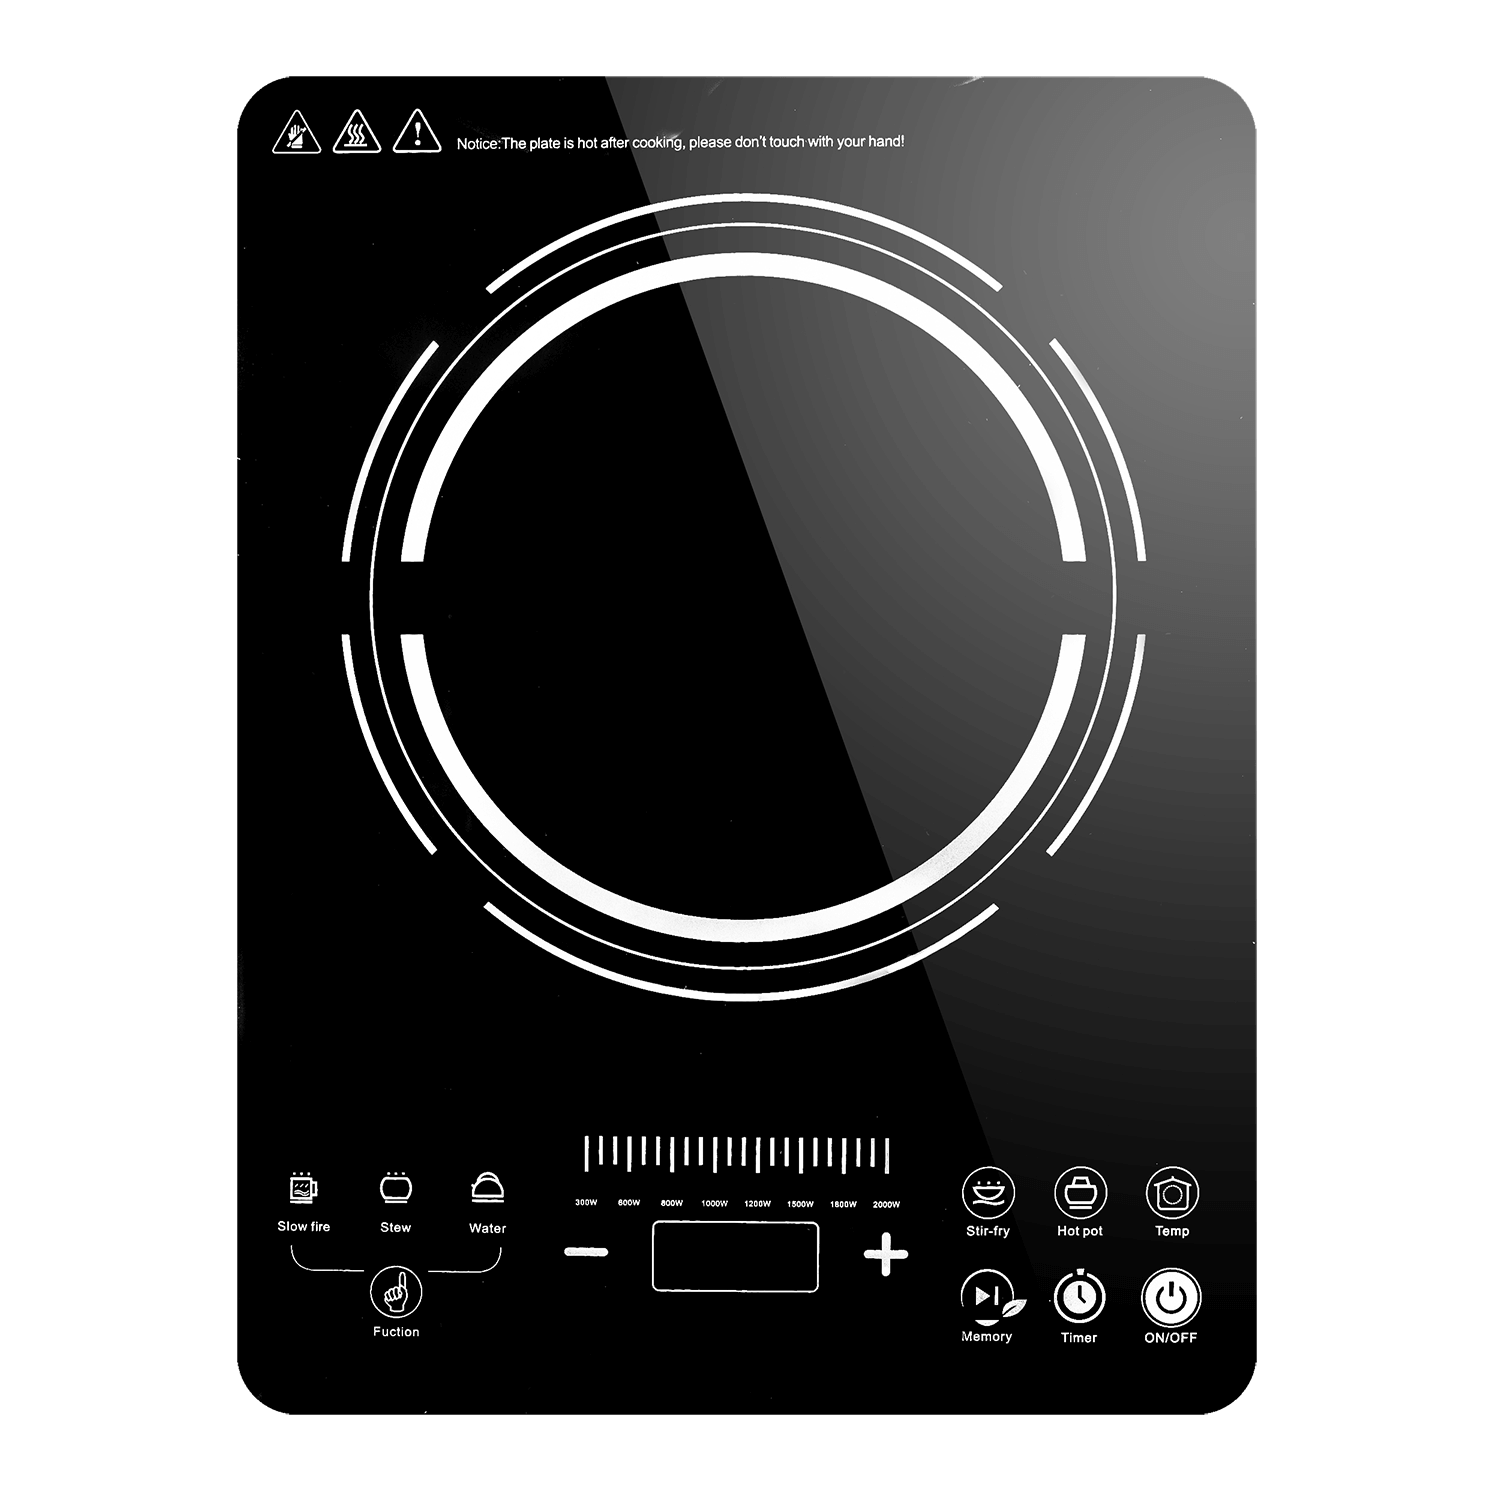 Notice:The plate is hot after cooking, please don't touch with your hand!
300W 600W 800W 1000W 1200W 1500W 1800W 2000W
Slow fire Stew Water
Stir-fry Hot pot Temp
Fuction
Memory Timer ON/OFF